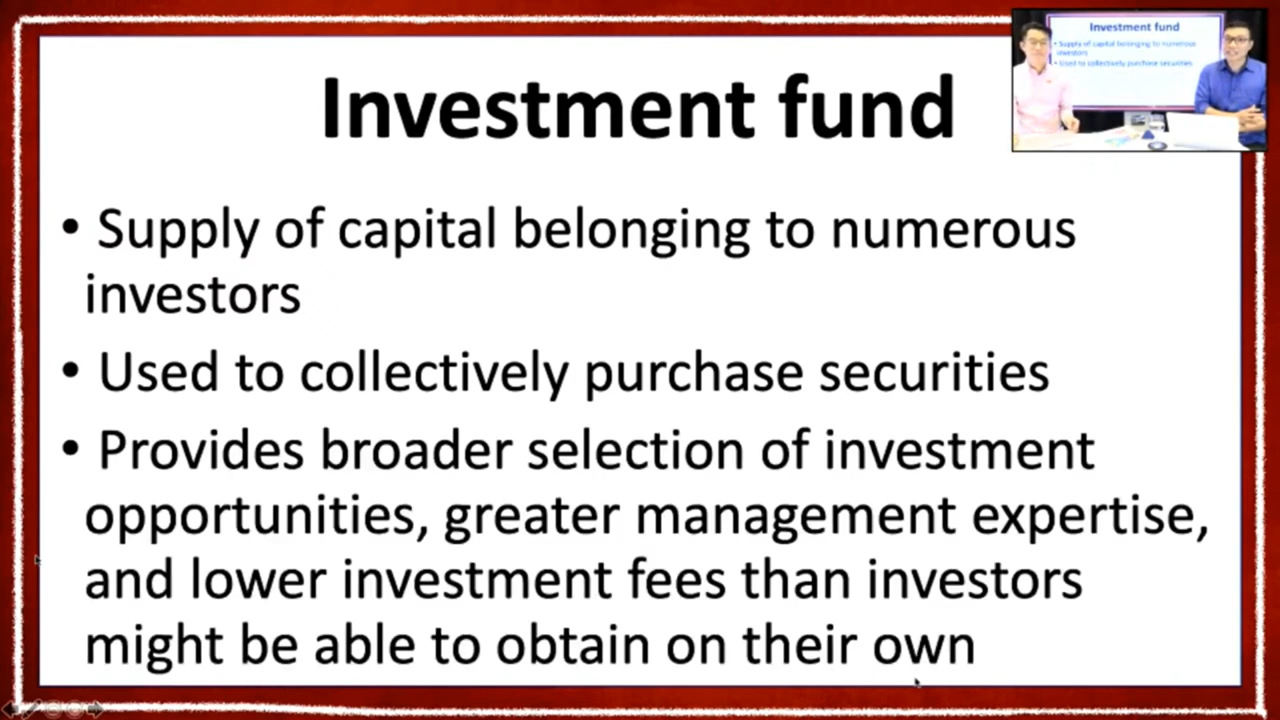 Investment fund
• Supply of capital belonging to numerous
investors
• Used to collectively purchase securities
• Provides broader selection of investment
opportunities, greater management expertise,
and lower investment fees than investors
might be able to obtain on their own
Investment fund
• Supply of capital belonging to numerous
investors
• Used to collectively purchase securities